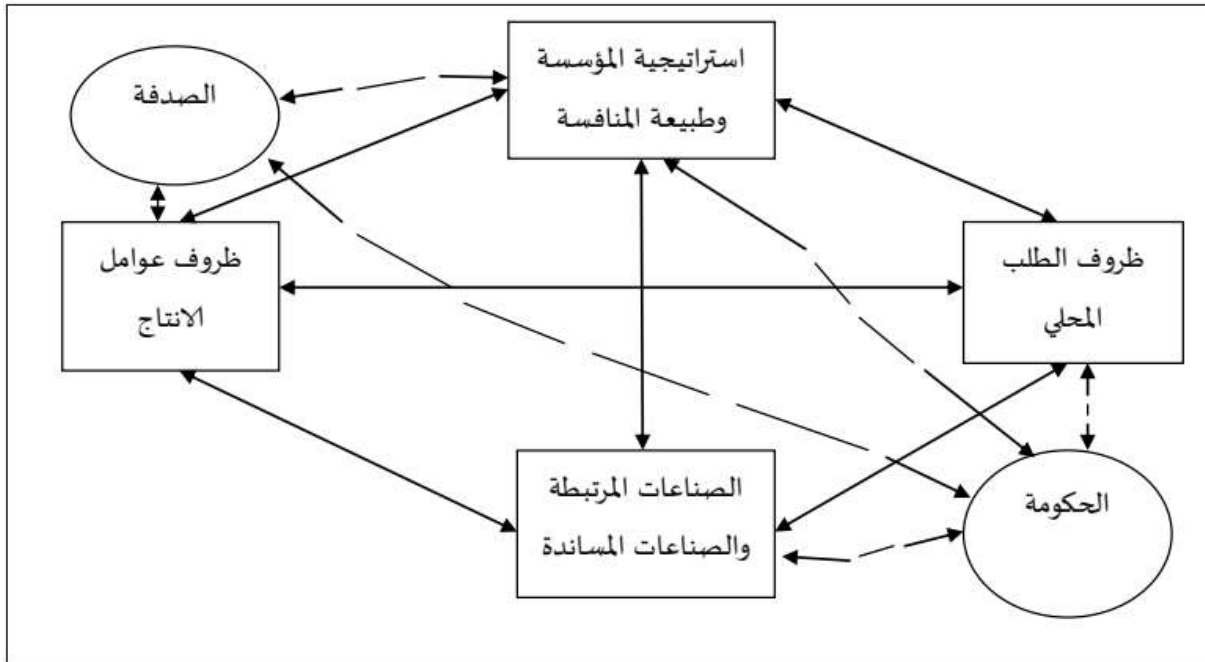 استراتيجية المؤسسة
وطبيعة المنافسة
الصدفة
ظروف الطلب
المحلي
ظروف عوامل
الانتاج
الصناعات المرتبطة
والصناعات المساندة
الحكومة